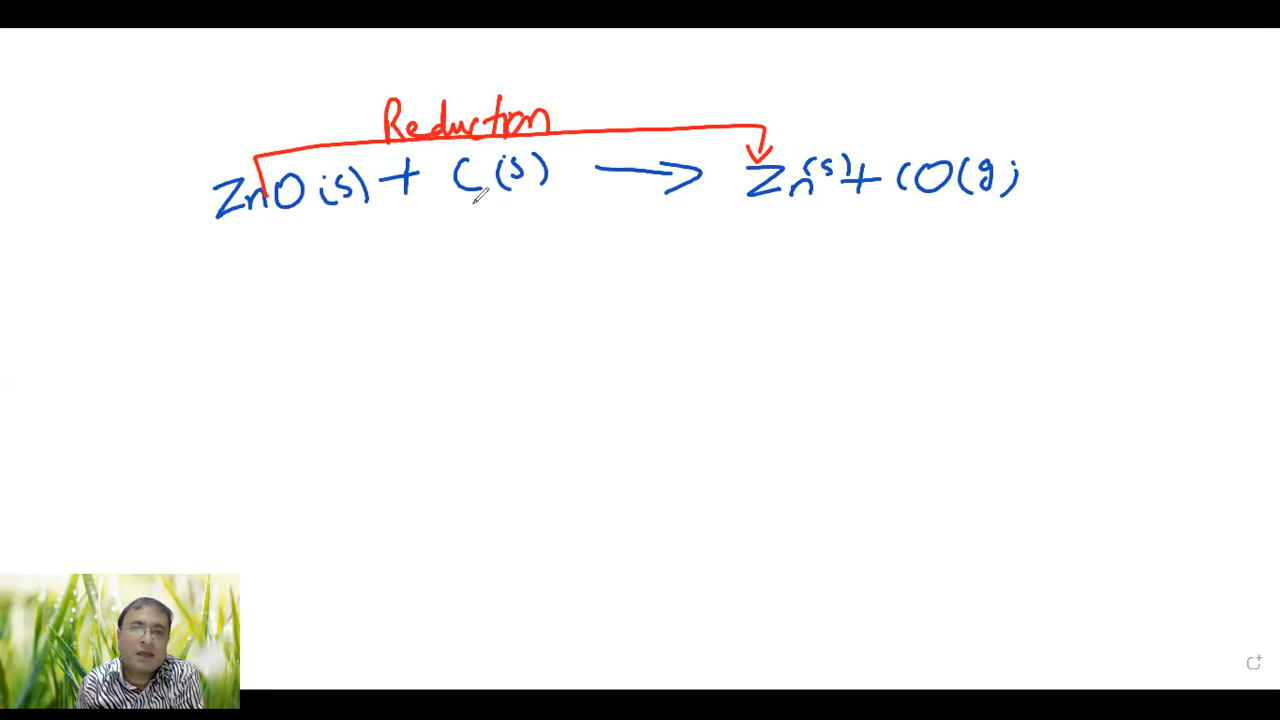 Reduction
ZnO(s) + C(s) → Zn(s) + CO(g)